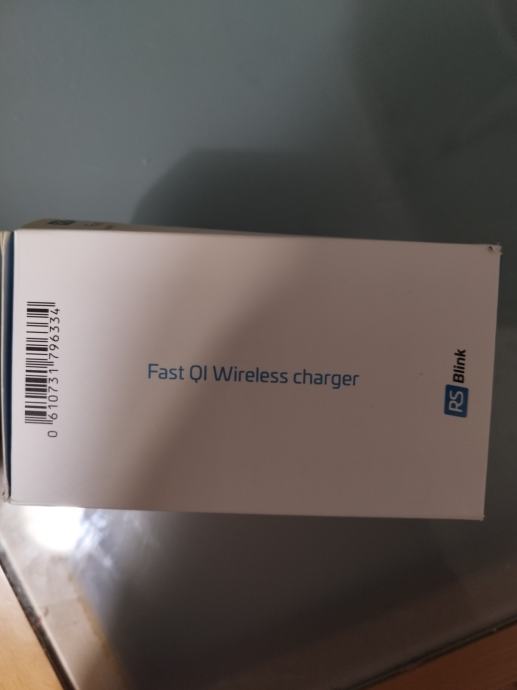 Fast QI Wireless charger
RS Blink
0 610731 796334